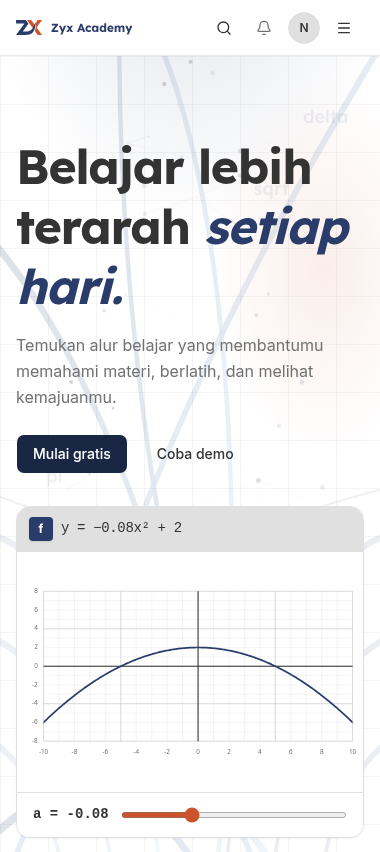 ZX Zyx Academy
N
delta
sqrt
Belajar lebih
terarah setiap
hari.
Temukan alur belajar yang membantumu
memahami materi, berlatih, dan melihat
kemajuanmu.
Mulai gratis
Coba demo
pi
f y = −0.08x² + 2
8
6
4
2
0
-2
-4
-6
-8
-10 -8 -6 -4 -2 0 2 4 6 8 10
a = -0.08